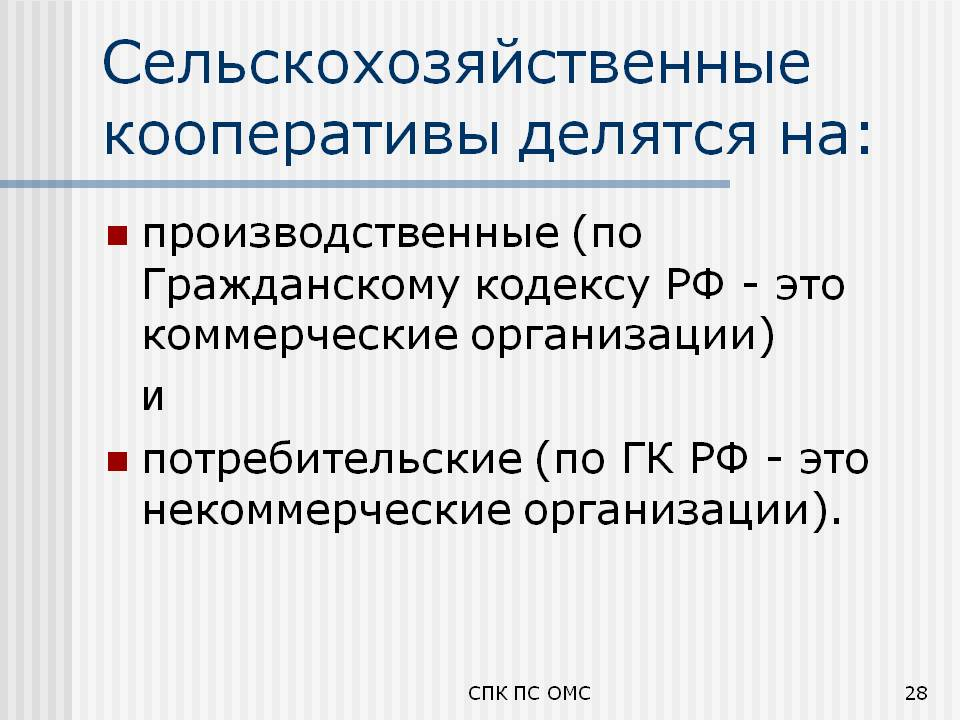 Сельскохозяйственные
кооперативы делятся на:
производственные (по
Гражданскому кодексу РФ - это
коммерческие организации)
и
потребительские (по ГК РФ - это
некоммерческие организации).
СПК ПС ОМС
28